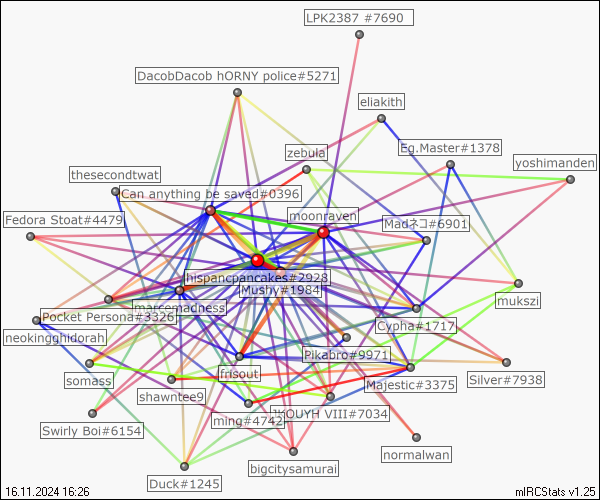 LPK2387 #7690
DacobDacob hORNY police#5271
eliakith
Eg.Master#1378
zebula
yoshimanden
thesecondtwat
Can anything be saved#0396
Fedora Stoat#4479
moonraven
Madネコ#6901
hispancpancakes#2928
Mushy#1984
mukszi
marcemadness
Pocket Persona#3326
Cypha#1717
neokingghidorah
Pikabro#9971
frisout
somass
Majestic#3375
Silver#7938
shawntee9
KOUYH VIII#7034
ming#4742
Swirly Boi#6154
normalwan
bigcitysamurai
Duck#1245
16.11.2024 16:26
mIRCStats v1.25